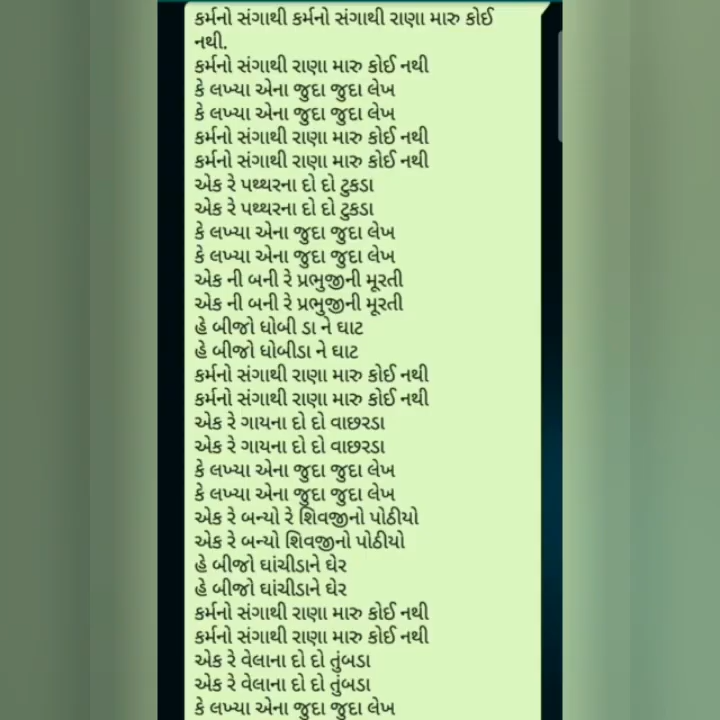 કર્મનો સંગાથી કર્મનો સંગાથી રાણા મારુ કોઈ
નથી.
કર્મનો સંગાથી રાણા મારુ કોઈ નથી
કે લખ્યા એના જુદા જુદા લેખ
કે લખ્યા એના જુદા જુદા લેખ
કર્મનો સંગાથી રાણા મારુ કોઈ નથી
કર્મનો સંગાથી રાણા મારુ કોઈ નથી
એક રે પથ્થરના દો દો ટુકડા
એક રે પથ્થરના દો દો ટુકડા
કે લખ્યા એના જુદા જુદા લેખ
કે લખ્યા એના જુદા જુદા લેખ
એક ની બની રે પ્રભુજીની મૂરતી
એક ની બની રે પ્રભુજીની મૂરતી
હે બીજો ધોબી ડા ને ઘાટ
હે બીજો ધોબીડા ને ઘાટ
કર્મનો સંગાથી રાણા મારુ કોઈ નથી
કર્મનો સંગાથી રાણા મારુ કોઈ નથી
એક રે ગાયના દો દો વાછરડા
એક રે ગાયના દો દો વાછરડા
કે લખ્યા એના જુદા જુદા લેખ
કે લખ્યા એના જુદા જુદા લેખ
એક રે બન્યો રે શિવજીનો પોઠીયો
એક રે બન્યો શિવજીનો પોઠીયો
હે બીજો ઘાંચીડાને ઘેર
હે બીજો ઘાંચીડાને ઘેર
કર્મનો સંગાથી રાણા મારુ કોઈ નથી
કર્મનો સંગાથી રાણા મારુ કોઈ નથી
એક રે વેલાના દો દો તુંબડા
એક રે વેલાના દો દો તુંબડા
કે લખ્યા એના જુદા જુદા લેખ